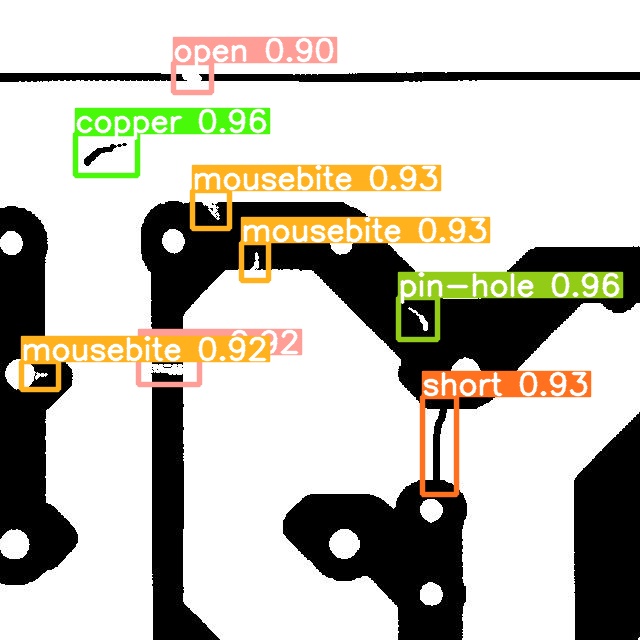 open 0.90
copper 0.96
mousebite 0.93
mousebite 0.93
pin-hole 0.96
mousebite 0.92
short 0.93